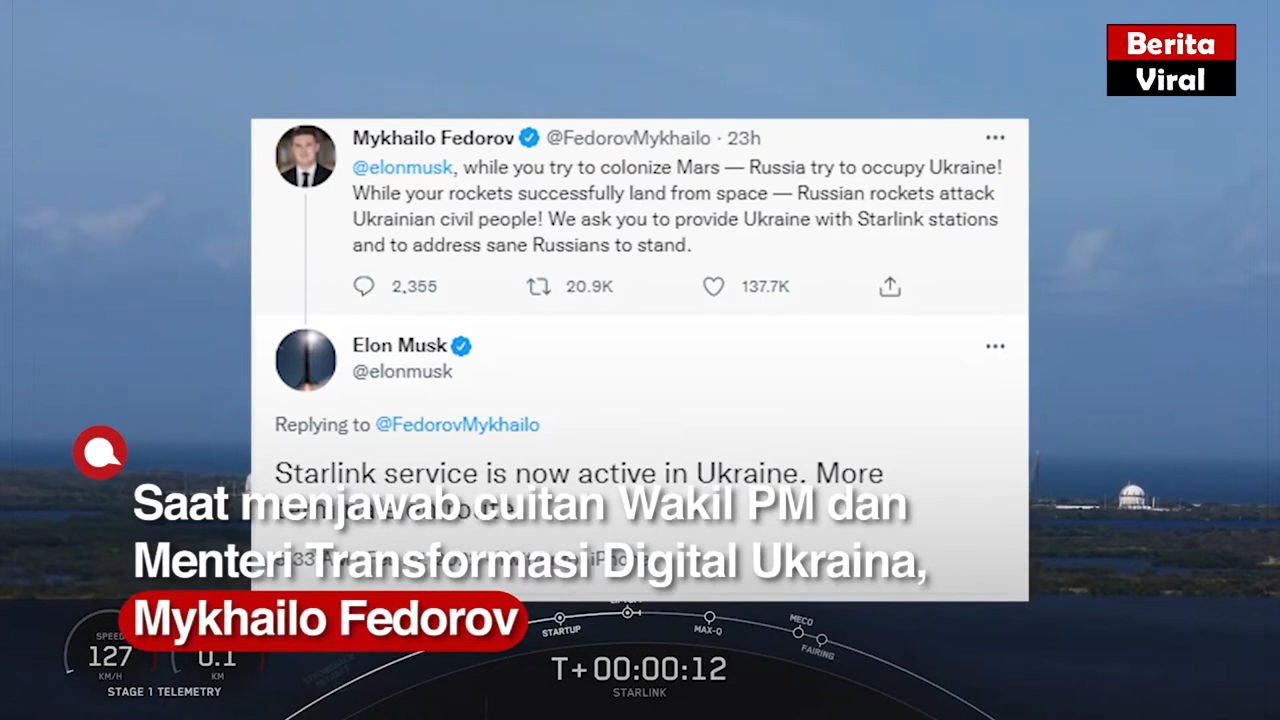 Berita
Viral
Mykhailo Fedorov @FedorovMykhailo · 23h
@elonmusk, while you try to colonize Mars — Russia try to occupy Ukraine!
While your rockets successfully land from space — Russian rockets attack
Ukrainian civil people! We ask you to provide Ukraine with Starlink stations
and to address sane Russians to stand.
2,355 20.9K 137.7K
Elon Musk
@elonmusk
Replying to @FedorovMykhailo
Starlink service is now active in Ukraine. More
Saat menjawab cuitan Wakil PM dan
Menteri Transformasi Digital Ukraina,
Mykhailo Fedorov
SPEED
127
KM/H
0.1
KM
STAGE 1 TELEMETRY
STARTUP
MAX-Q
MECO
FAIRING
T+00:00:12
STARLINK